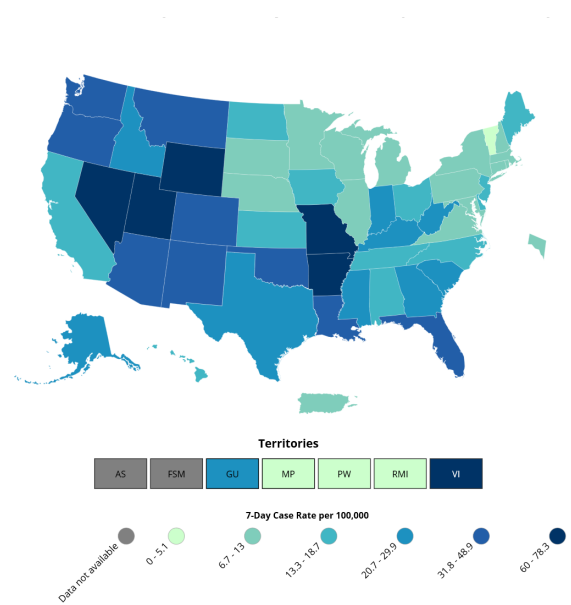 Territories
AS FSM GU MP PW RMI VI
7-Day Case Rate per 100,000
Data not available 0 - 5.1 6.7 - 13 13.3 - 18.7 20.7 - 29.9 31.8 - 48.9 60 - 78.3